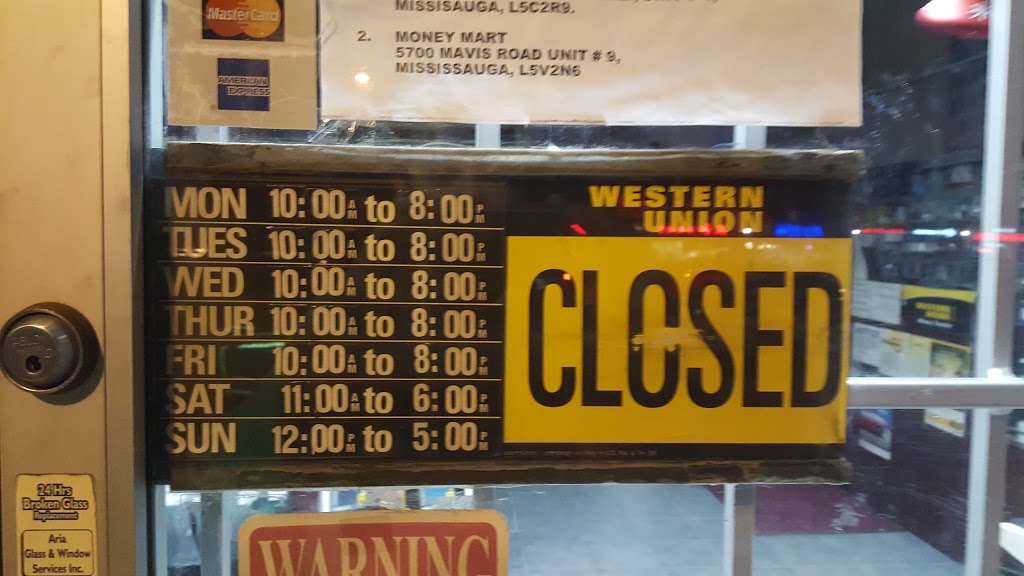 MasterCard
AMERICAN
EXPRESS
MISSISAUGA, L5C2R9.
2. MONEY MART
5700 MAVIS ROAD UNIT # 9,
MISSISSAUGA, L5V2N6
MON 10:00 AM to 8:00 PM
TUES 10:00 AM to 8:00 PM
WED 10:00 AM to 8:00 PM
THUR 10:00 AM to 8:00 PM
FRI 10:00 AM to 8:00 PM
SAT 11:00 AM to 6:00 PM
SUN 12:00 PM to 5:00 PM
WESTERN
UNION
CLOSED
WESTERN
UNION
24 Hrs
Broken Glass
Replacement
Aria
Glass & Window
Services Inc.
WARNING